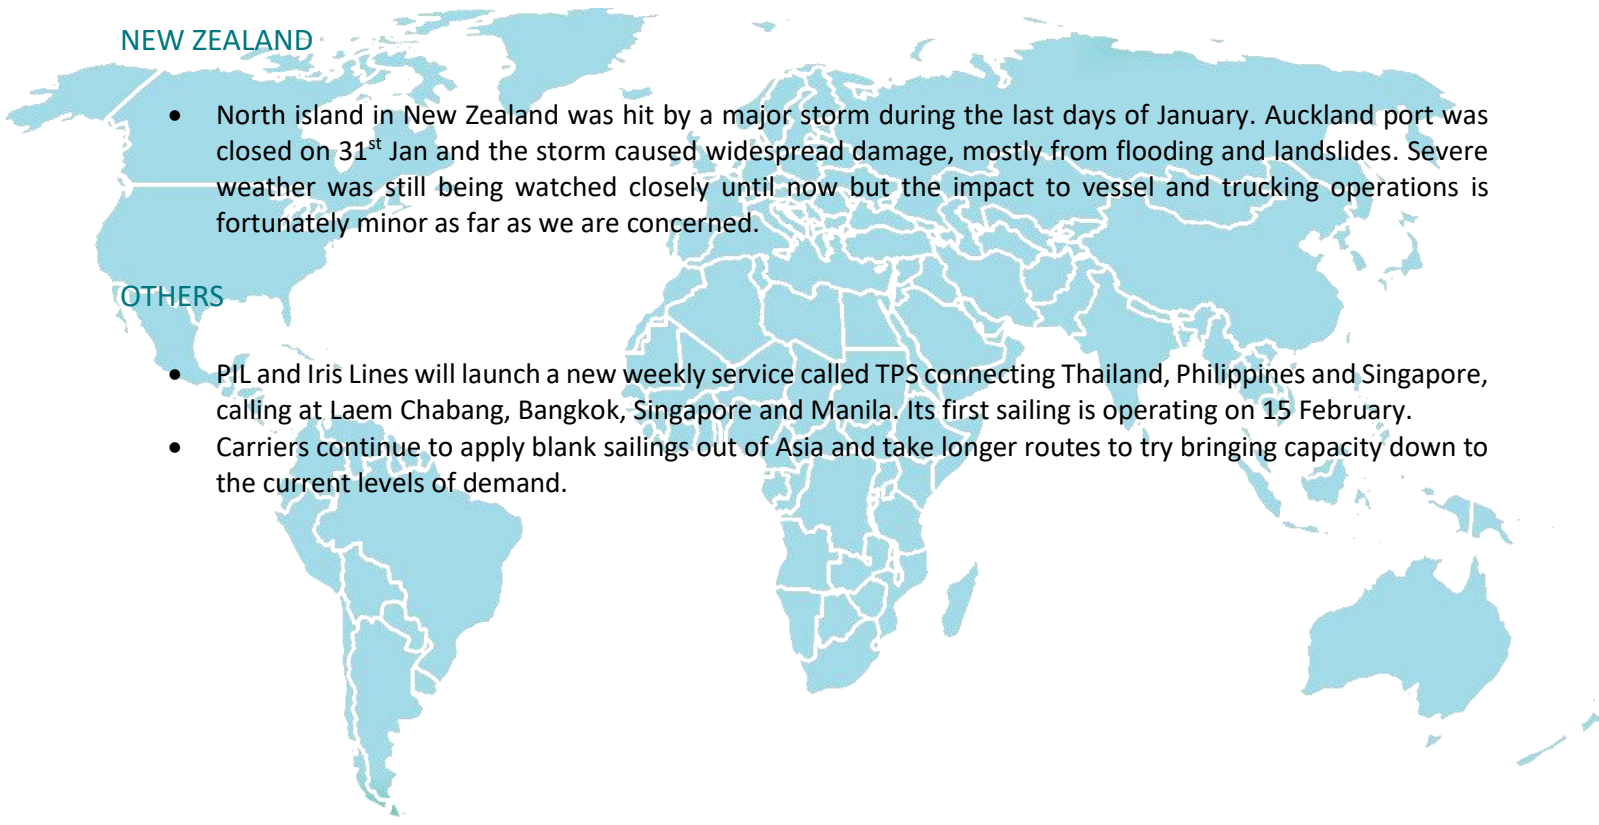 NEW ZEALAND
• North island in New Zealand was hit by a major storm during the last days of January. Auckland port was
closed on 31st Jan and the storm caused widespread damage, mostly from flooding and landslides. Severe
weather was still being watched closely until now but the impact to vessel and trucking operations is
fortunately minor as far as we are concerned.
OTHERS
• PIL and Iris Lines will launch a new weekly service called TPS connecting Thailand, Philippines and Singapore,
calling at Laem Chabang, Bangkok, Singapore and Manila. Its first sailing is operating on 15 February.
• Carriers continue to apply blank sailings out of Asia and take longer routes to try bringing capacity down to
the current levels of demand.